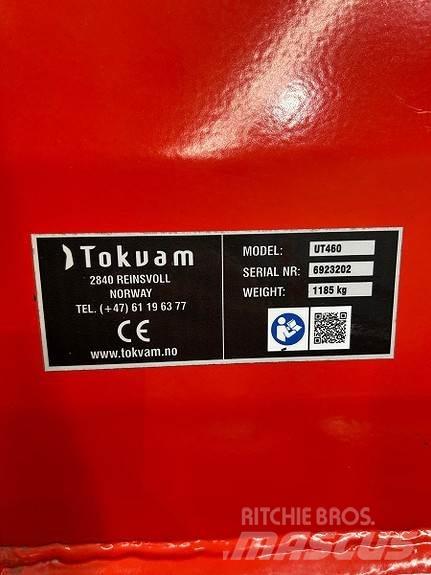 Tokvam
2840 REINSVOLL
NORWAY
TEL. (+47) 61 19 63 77
CE
www.tokvam.no
MODEL: UT460
SERIAL NR: 6923202
WEIGHT: 1185 kg
RITCHIE BROS.
MASCUS